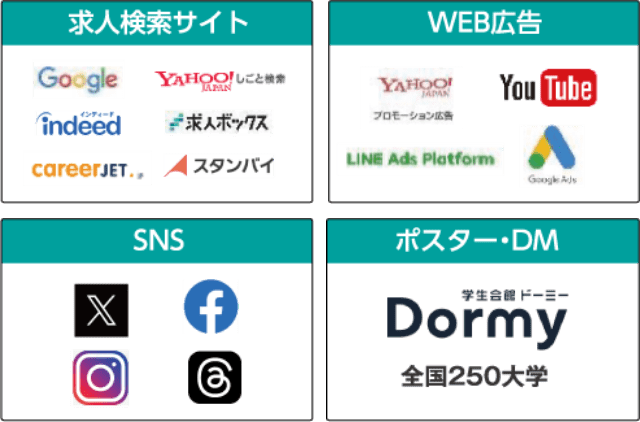 求人検索サイト
Google
YAHOO! JAPAN しごと検索
インディード
indeed
求人ボックス
careerJET
スタンバイ
WEB広告
YAHOO! JAPAN
プロモーション広告
YouTube
LINE Ads Platform
Google Ads
SNS
X
f
ポスター・DM
学生会館 ドーミー
Dormy
全国250大学